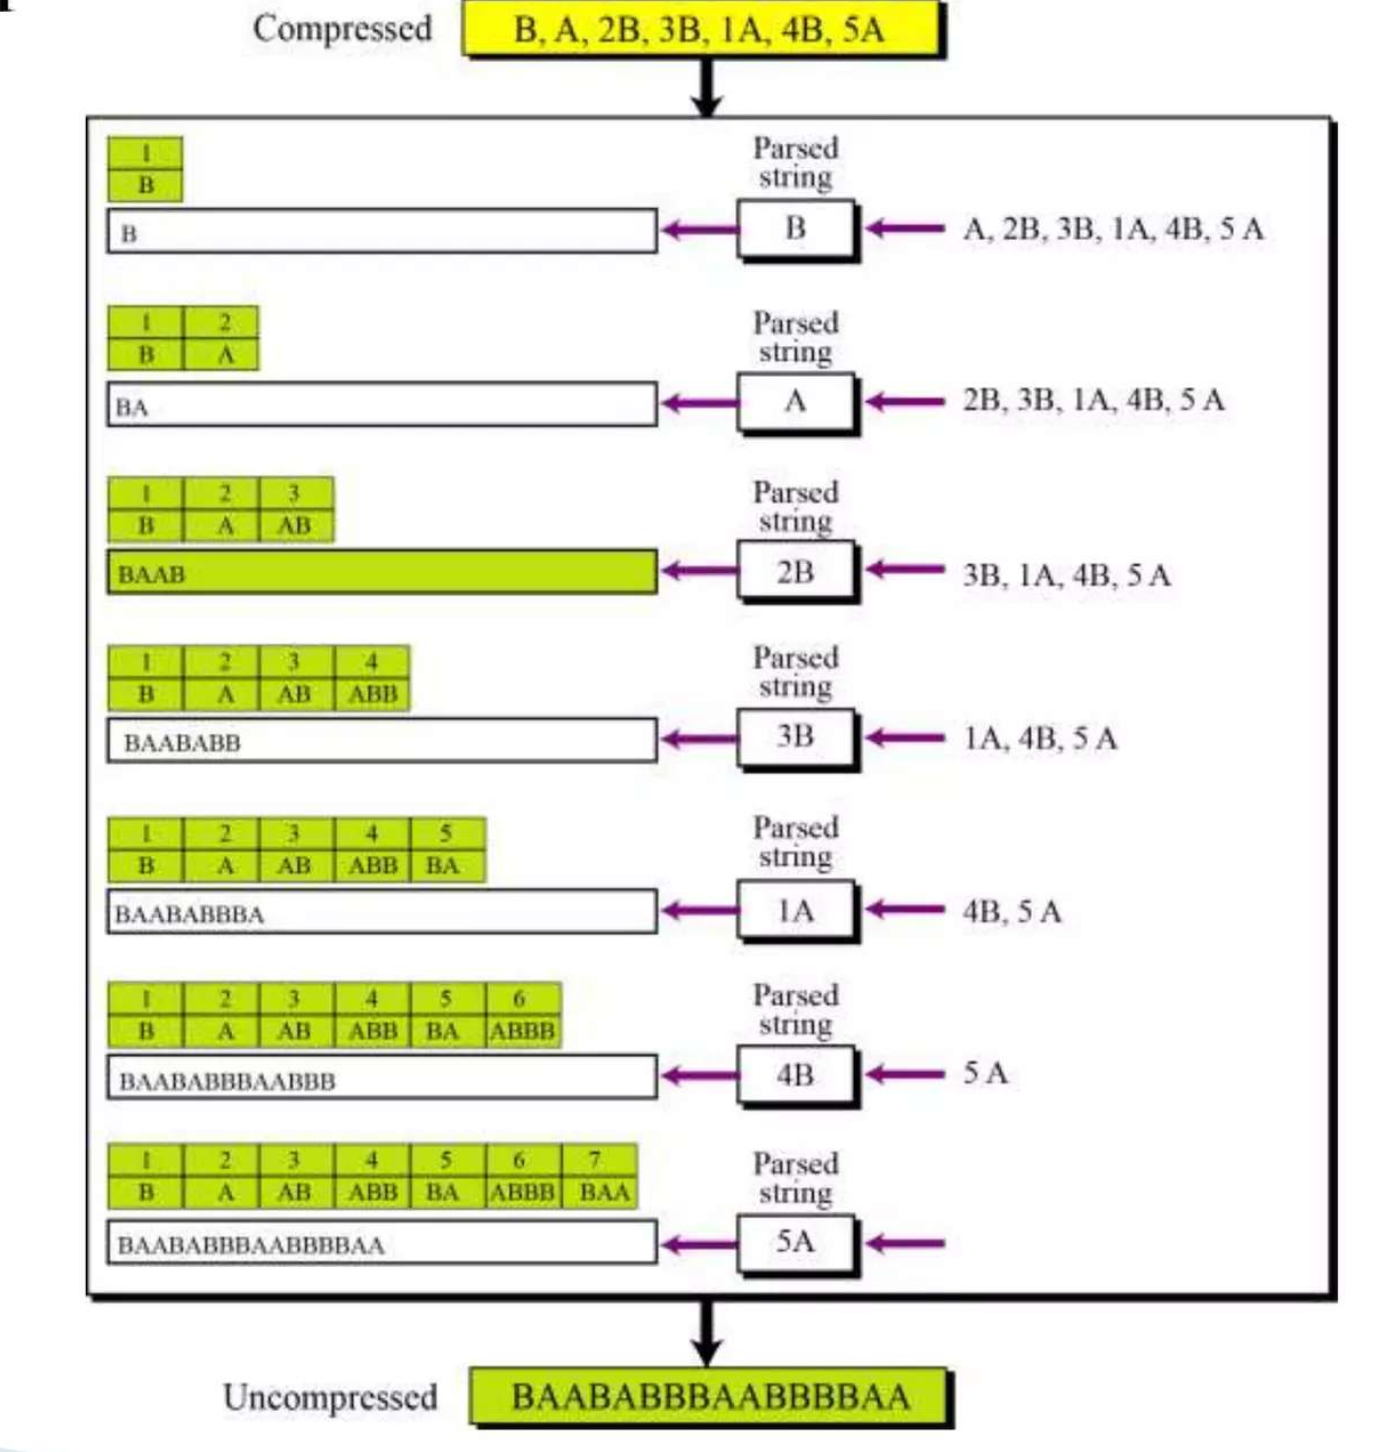 Compressed B, A, 2B, 3B, 1A, 4B, 5A
1
B
Parsed
string
B
B
A, 2B, 3B, 1A, 4B, 5 A
1 2
B A
Parsed
string
BA
A
2B, 3B, 1A, 4B, 5 A
1 2 3
B A AB
Parsed
string
BAAB
2B
3B, 1A, 4B, 5 A
1 2 3 4
B A AB ABB
Parsed
string
BAABABB
3B
1A, 4B, 5 A
1 2 3 4 5
B A AB ABB BA
Parsed
string
BAABABBBA
1A
4B, 5 A
1 2 3 4 5 6
B A AB ABB BA ABBB
Parsed
string
BAABABBBAABBB
4B
5 A
1 2 3 4 5 6 7
B A AB ABB BA ABBB BAA
Parsed
string
BAABABBBAABBBBAA
5A
Uncompressed BAABABBBAABBBBAA